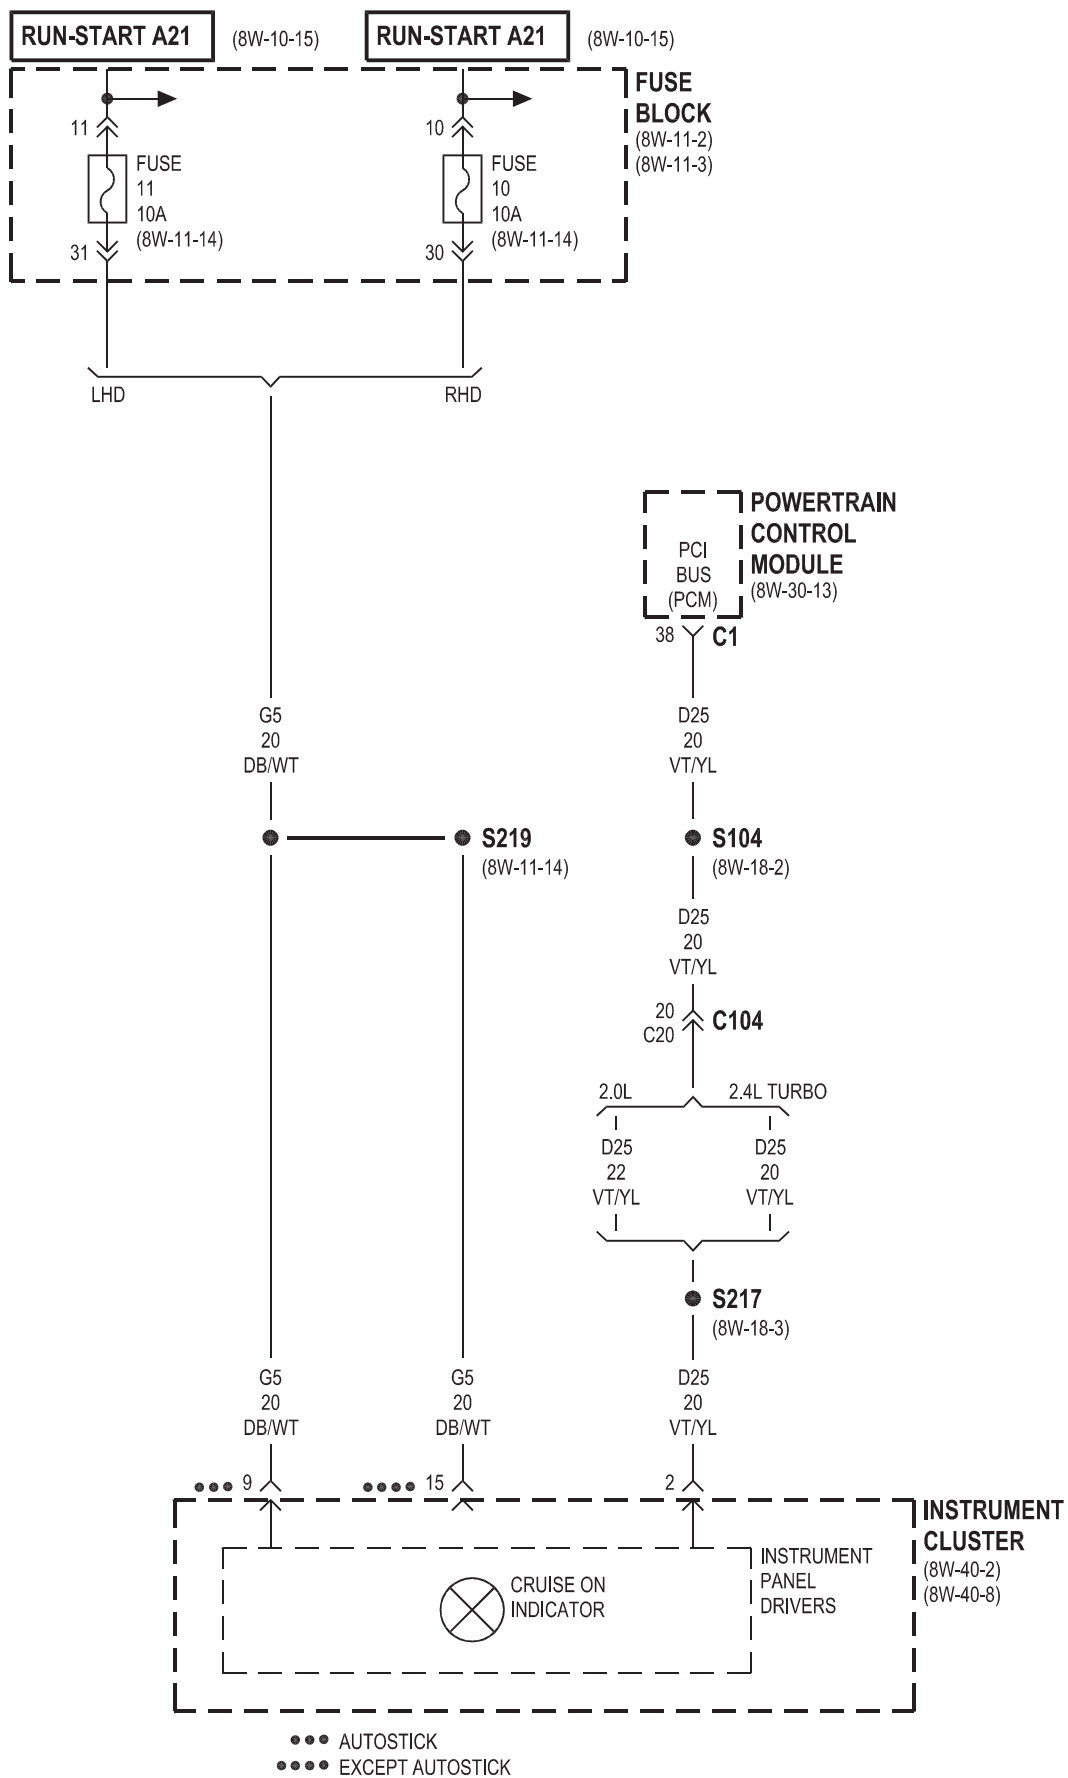 RUN-START A21 (8W-10-15)
RUN-START A21 (8W-10-15)
FUSE
BLOCK
(8W-11-2)
(8W-11-3)
11
FUSE
11
10A
(8W-11-14)
31
10
FUSE
10
10A
(8W-11-14)
30
LHD
RHD
POWERTRAIN
CONTROL
MODULE
(8W-30-13)
PCI
BUS
(PCM)
38
C1
G5
20
DB/WT
D25
20
VT/YL
S219
(8W-11-14)
S104
(8W-18-2)
D25
20
VT/YL
20
C20
C104
2.0L
2.4L TURBO
D25
22
VT/YL
D25
20
VT/YL
S217
(8W-18-3)
G5
20
DB/WT
G5
20
DB/WT
D25
20
VT/YL
9
15
2
INSTRUMENT
CLUSTER
(8W-40-2)
(8W-40-8)
INSTRUMENT
PANEL
DRIVERS
CRUISE ON
INDICATOR
AUTOSTICK
EXCEPT AUTOSTICK